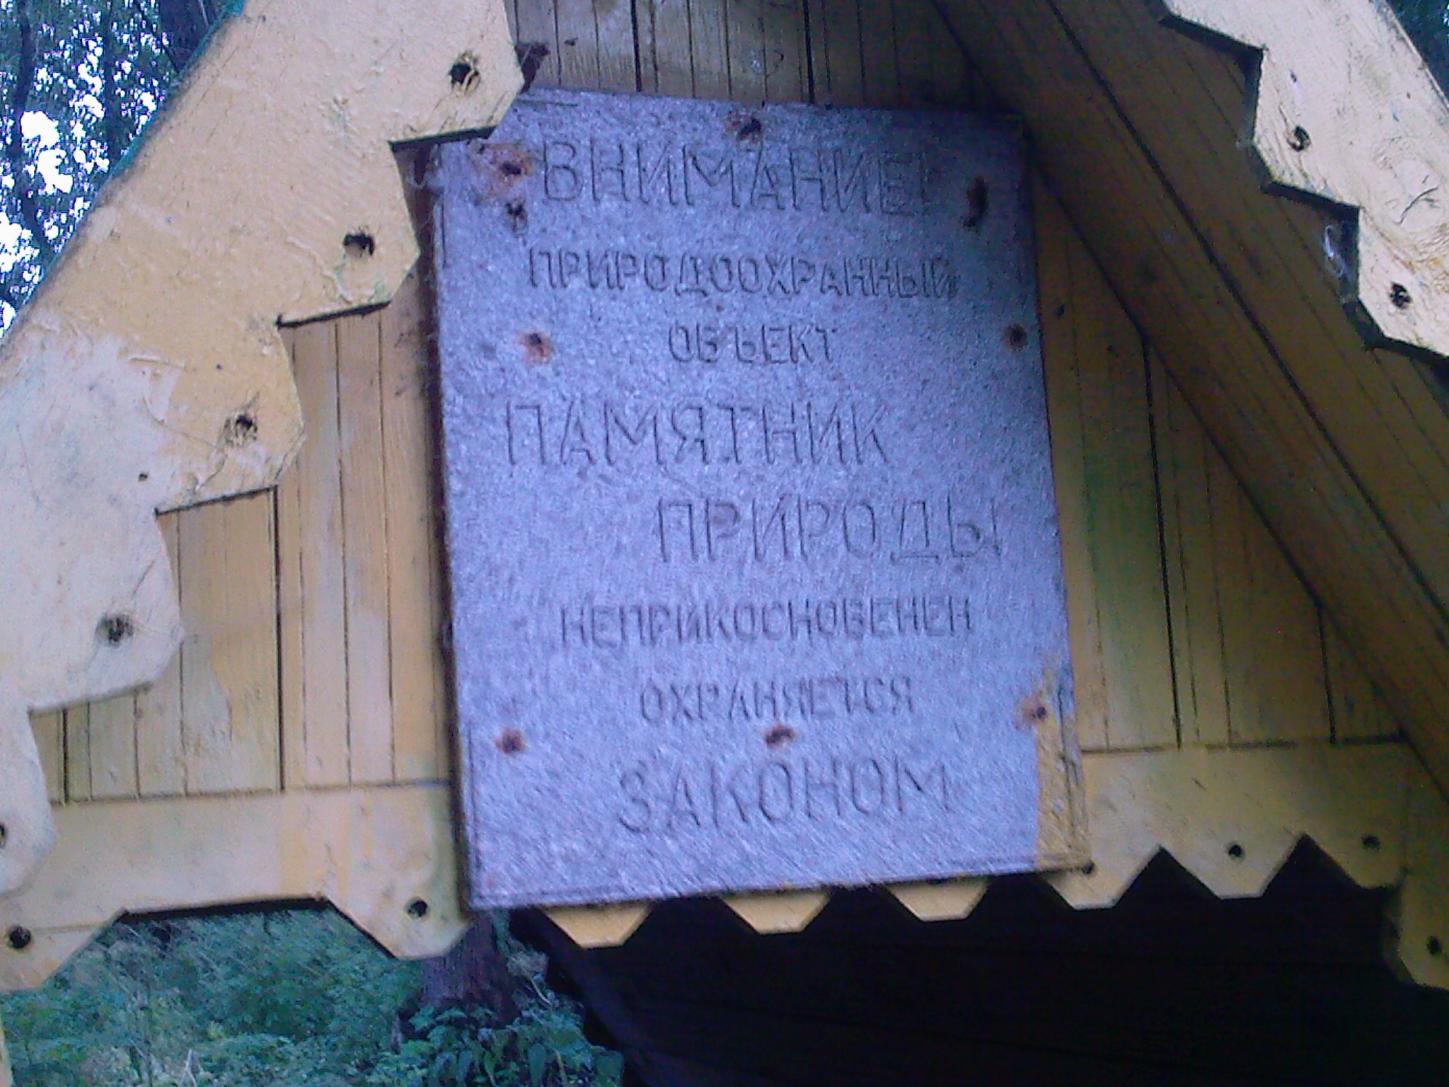 ВНИМАНИЕ!
ПРИРОДООХРАННЫЙ
ОБЪЕКТ
ПАМЯТНИК
ПРИРОДЫ
НЕПРИКОСНОВЕНЕН
ОХРАНЯЕТСЯ
ЗАКОНОМ